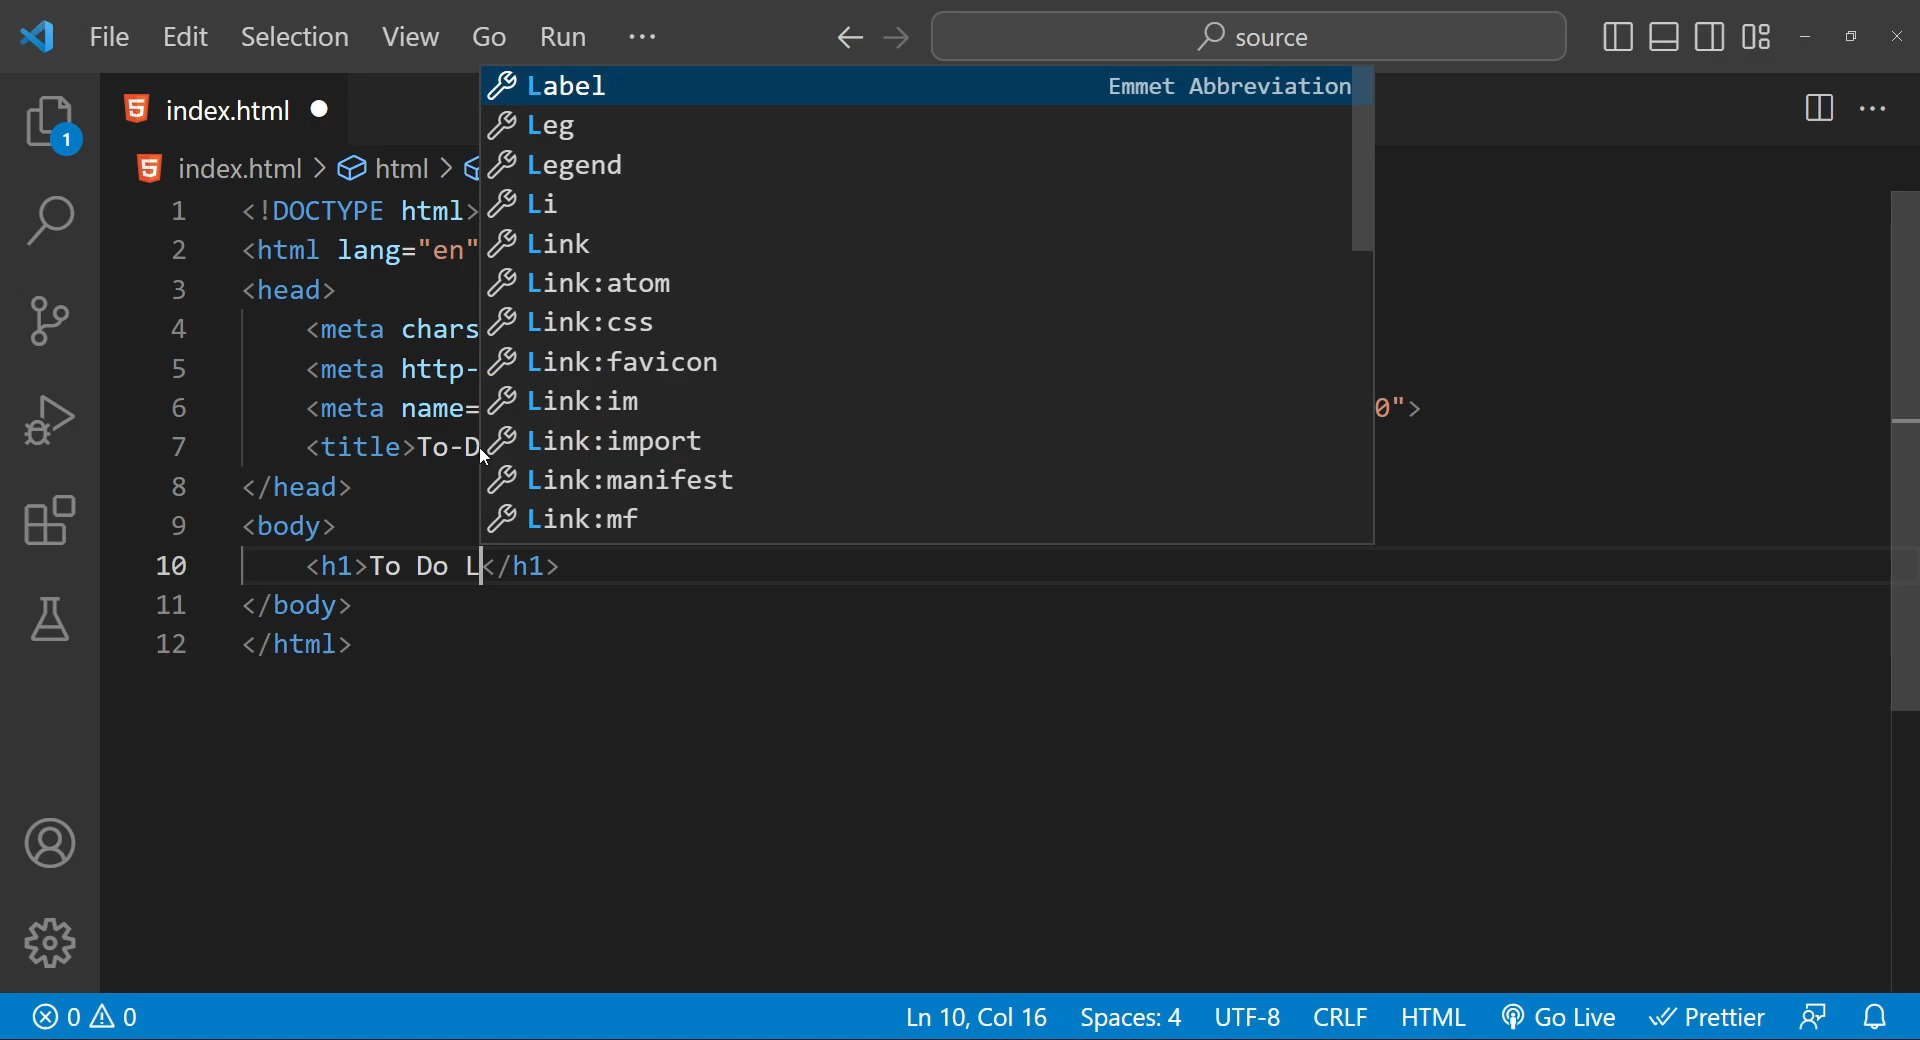 File Edit Selection View Go Run ··· source
index.html
1
index.html > html >
1 <!DOCTYPE html>
2 <html lang="en"
3 <head>
4 <meta chars
5 <meta http-
6 <meta name= 0">
7 <title>To-D
8 </head>
9 <body>
10 <h1>To Do L</h1>
11 </body>
12 </html>
Label Emmet Abbreviation
Leg
Legend
Li
Link
Link:atom
Link:css
Link:favicon
Link:im
Link:import
Link:manifest
Link:mf
0 0 Ln 10, Col 16 Spaces: 4 UTF-8 CRLF HTML Go Live Prettier